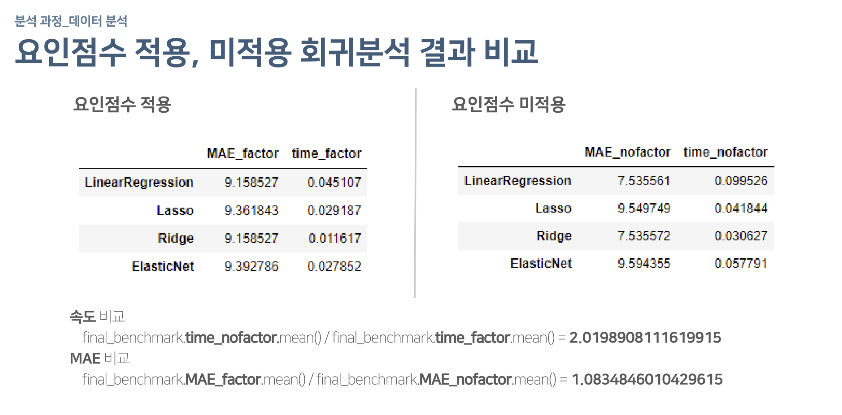 분석 과정_데이터 분석
요인점수 적용, 미적용 회귀분석 결과 비교
요인점수 적용
MAE_factor time_factor
LinearRegression 9.158527 0.045107
Lasso 9.361843 0.029187
Ridge 9.158527 0.011617
ElasticNet 9.392786 0.027852
요인점수 미적용
MAE_nofactor time_nofactor
LinearRegression 7.535561 0.099526
Lasso 9.549749 0.041844
Ridge 7.535572 0.030627
ElasticNet 9.594355 0.057791
속도 비교
final_benchmark.time_nofactor.mean() / final_benchmark.time_factor.mean() = 2.0198908111619915
MAE 비교
final_benchmark.MAE_factor.mean() / final_benchmark.MAE_nofactor.mean() = 1.0834846010429615